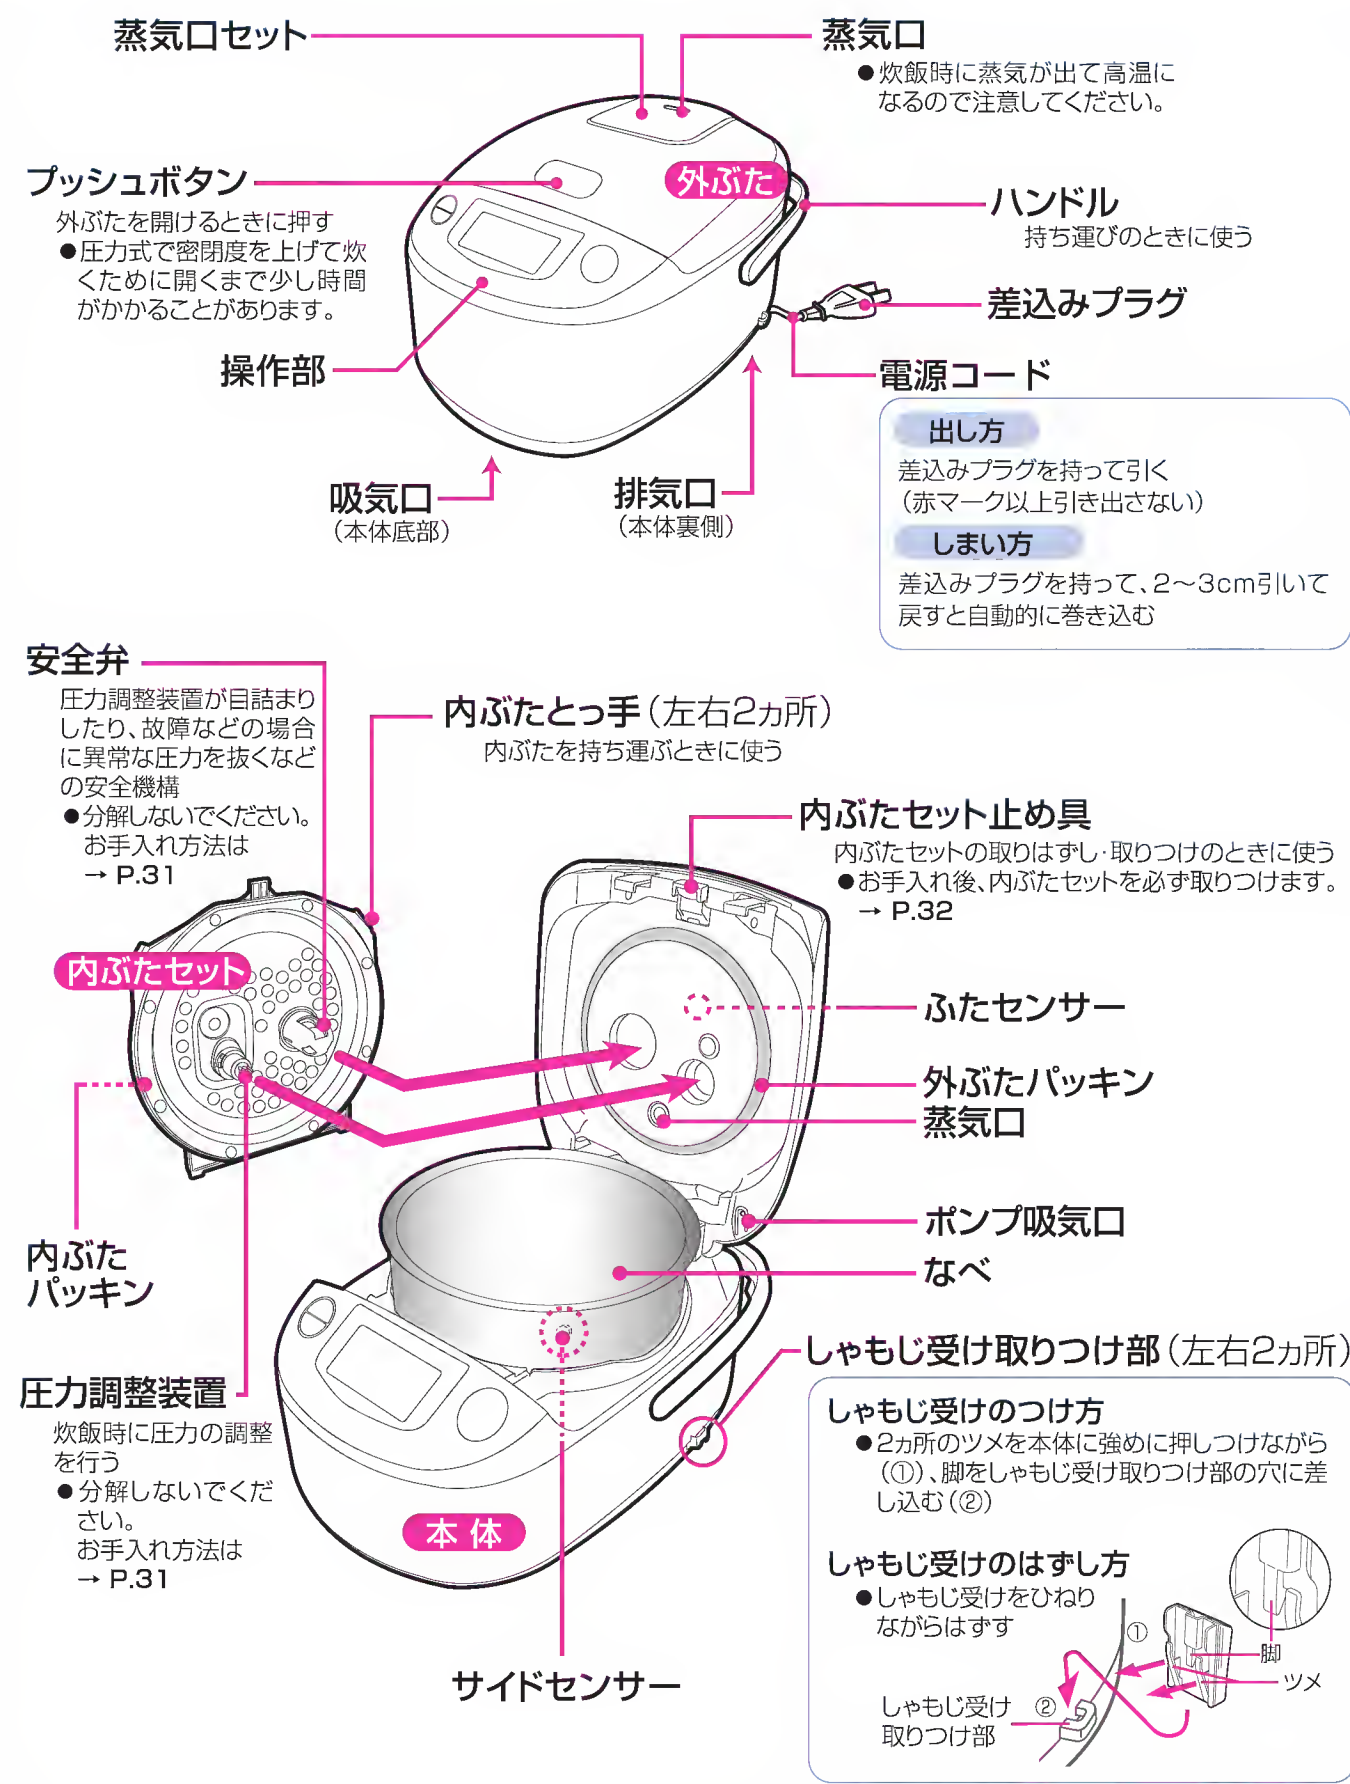 蒸気口セット
蒸気口
●炊飯時に蒸気が出て高温に
なるので注意してください。
プッシュボタン
外ぶたを開けるときに押す
●圧力式で密閉度を上げて炊
くために開くまで少し時間
がかかることがあります。
外ぶた
ハンドル
持ち運びのときに使う
差込みプラグ
操作部
電源コード
出し方
差込みプラグを持って引く
(赤マーク以上引き出さない)
しまい方
差込みプラグを持って、2〜3cm引いて
戻すと自動的に巻き込む
吸気口
(本体底部)
排気口
(本体裏側)
安全弁
圧力調整装置が目詰まり
したり、故障などの場合
に異常な圧力を抜くなど
の安全機構
●分解しないでください。
お手入れ方法は
→ P.31
内ぶたとっ手(左右2ヵ所)
内ぶたを持ち運ぶときに使う
内ぶたセット止め具
内ぶたセットの取りはずし・取りつけのときに使う
●お手入れ後、内ぶたセットを必ず取りつけます。
→ P.32
内ぶたセット
ふたセンサー
外ぶたパッキン
蒸気口
ポンプ吸気口
なべ
内ぶた
パッキン
圧力調整装置
炊飯時に圧力の調整
を行う
●分解しないでくだ
さい。
お手入れ方法は
→ P.31
本体
サイドセンサー
しゃもじ受け取りつけ部(左右2ヵ所)
しゃもじ受けのつけ方
●2ヵ所のツメを本体に強めに押しつけながら
(①)、脚をしゃもじ受け取りつけ部の穴に差
し込む(②)
しゃもじ受けのはずし方
●しゃもじ受けをひねり
ながらはずす
①
脚
ツメ
②
しゃもじ受け
取りつけ部